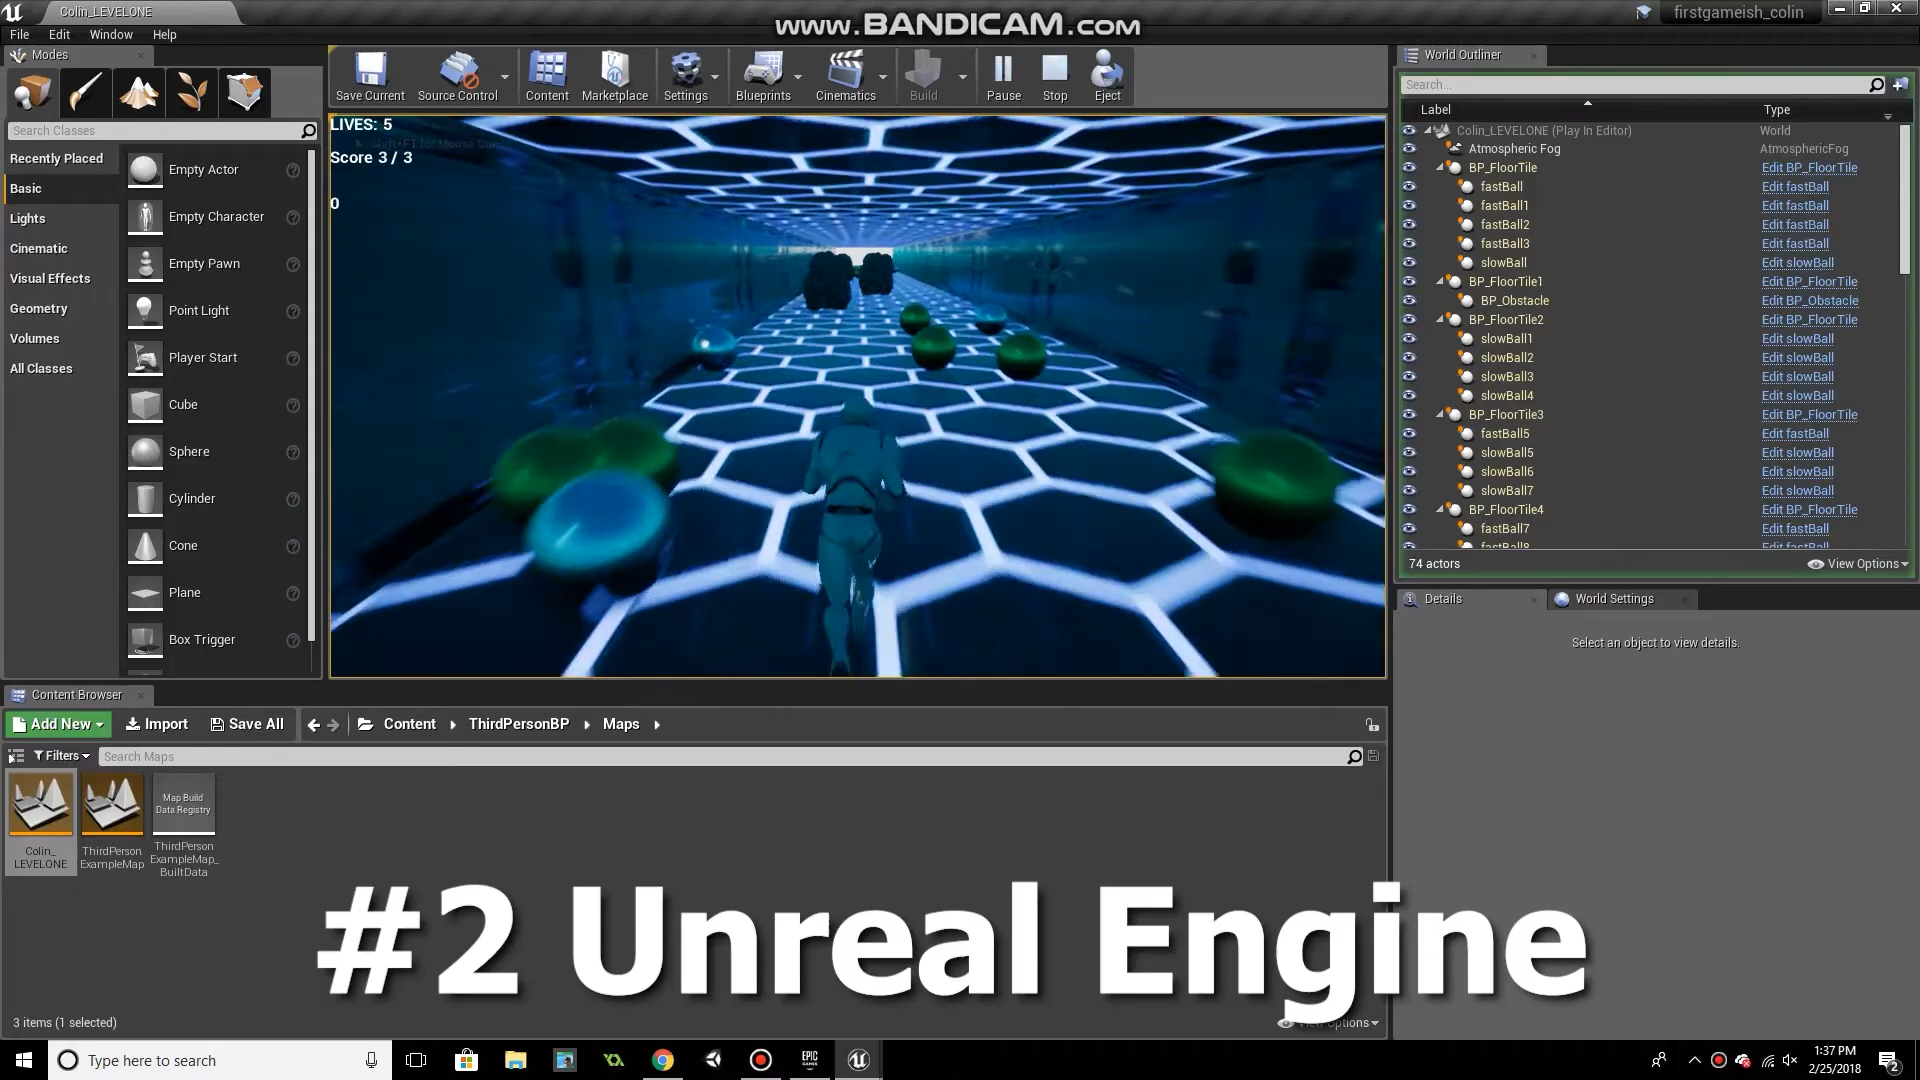 Colin_LEVELONE
www.BANDICAM.com
firstgameish_colin
File Edit Window Help
Modes
Search Classes
Recently Placed
Basic
Lights
Cinematic
Visual Effects
Geometry
Volumes
All Classes
Empty Actor
Empty Character
Empty Pawn
Point Light
Player Start
Cube
Sphere
Cylinder
Cone
Plane
Box Trigger
Save Current
Source Control
Content
Marketplace
Settings
Blueprints
Cinematics
Build
Pause
Stop
Eject
LIVES: 5
Score 3 / 3
0
World Outliner
Search...
Label Type
Colin_LEVELONE (Play In Editor) World
Atmospheric Fog AtmosphericFog
BP_FloorTile Edit BP_FloorTile
fastBall Edit fastBall
fastBall1 Edit fastBall
fastBall2 Edit fastBall
fastBall3 Edit fastBall
slowBall Edit slowBall
BP_FloorTile1 Edit BP_FloorTile
BP_Obstacle Edit BP_Obstacle
BP_FloorTile2 Edit BP_FloorTile
slowBall1 Edit slowBall
slowBall2 Edit slowBall
slowBall3 Edit slowBall
slowBall4 Edit slowBall
BP_FloorTile3 Edit BP_FloorTile
fastBall5 Edit fastBall
slowBall5 Edit slowBall
slowBall6 Edit slowBall
slowBall7 Edit slowBall
BP_FloorTile4 Edit BP_FloorTile
fastBall7 Edit fastBall
fastBall8 Edit fastBall
74 actors
View Options
Details
World Settings
Select an object to view details.
Content Browser
Add New
Import
Save All
Content
ThirdPersonBP
Maps
Filters
Search Maps
Colin_
LEVELONE
ThirdPerson
ExampleMap
Map Build
Data Registry
ThirdPerson
ExampleMap_
BuiltData
#2 Unreal Engine
3 items (1 selected)
View Options
Type here to search
EPIC
GAMES
1:37 PM
2/25/2018
2